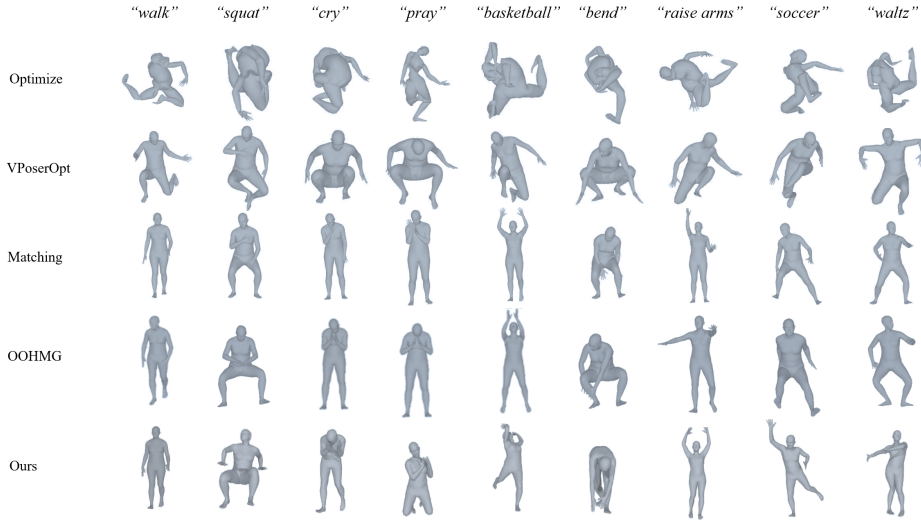 “walk” “squat” “cry” “pray” “basketball” “bend” “raise arms” “soccer” “waltz”
Optimize
VPoserOpt
Matching
OOHMG
Ours